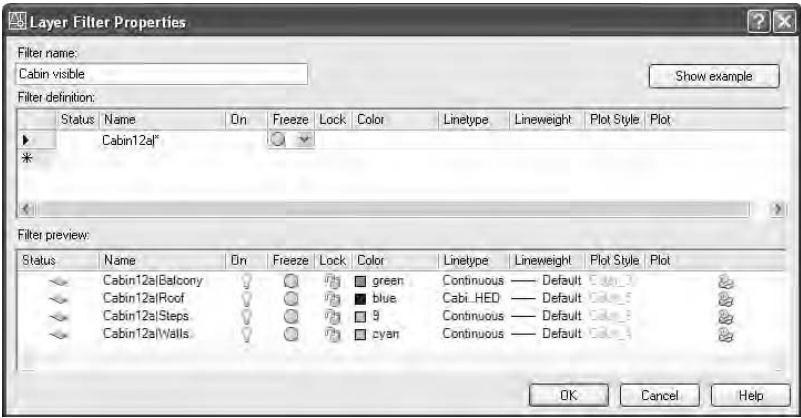 Layer Filter Properties
Filter name:
Cabin visible
Show example
Filter definition:
Status Name On Freeze Lock Color Linetype Lineweight Plot Style Plot
Cabin12a|*
Filter preview:
Status Name On Freeze Lock Color Linetype Lineweight Plot Style Plot
Cabin12a|Balcony green Continuous Default
Cabin12a|Roof blue Cabi..HED Default
Cabin12a|Steps 9 Continuous Default
Cabin12a|Walls cyan Continuous Default
OK Cancel Help